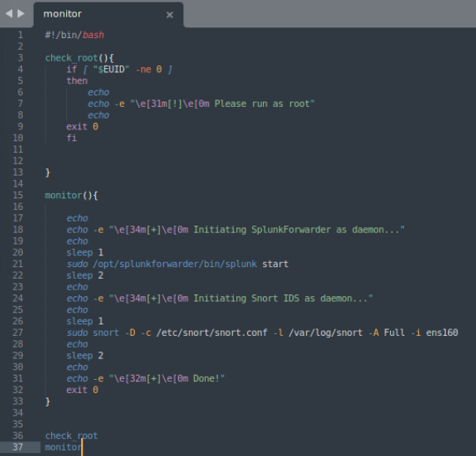 monitor
1 #!/bin/bash
2
3 check_root(){
4 if [ "$EUID" -ne 0 ]
5 then
6 echo
7 echo -e "\e[31m[!]\e[0m Please run as root"
8 echo
9 exit 0
10 fi
11
12
13 }
14
15 monitor(){
16
17 echo
18 echo -e "\e[34m[+]\e[0m Initiating SplunkForwarder as daemon..."
19 echo
20 sleep 1
21 sudo /opt/splunkforwarder/bin/splunk start
22 sleep 2
23 echo
24 echo -e "\e[34m[+]\e[0m Initiating Snort IDS as daemon..."
25 echo
26 sleep 1
27 sudo snort -D -c /etc/snort/snort.conf -l /var/log/snort -A Full -i ens160
28 echo
29 sleep 2
30 echo
31 echo -e "\e[32m[+]\e[0m Done!"
32 exit 0
33 }
34
35
36 check_root
37 monitor